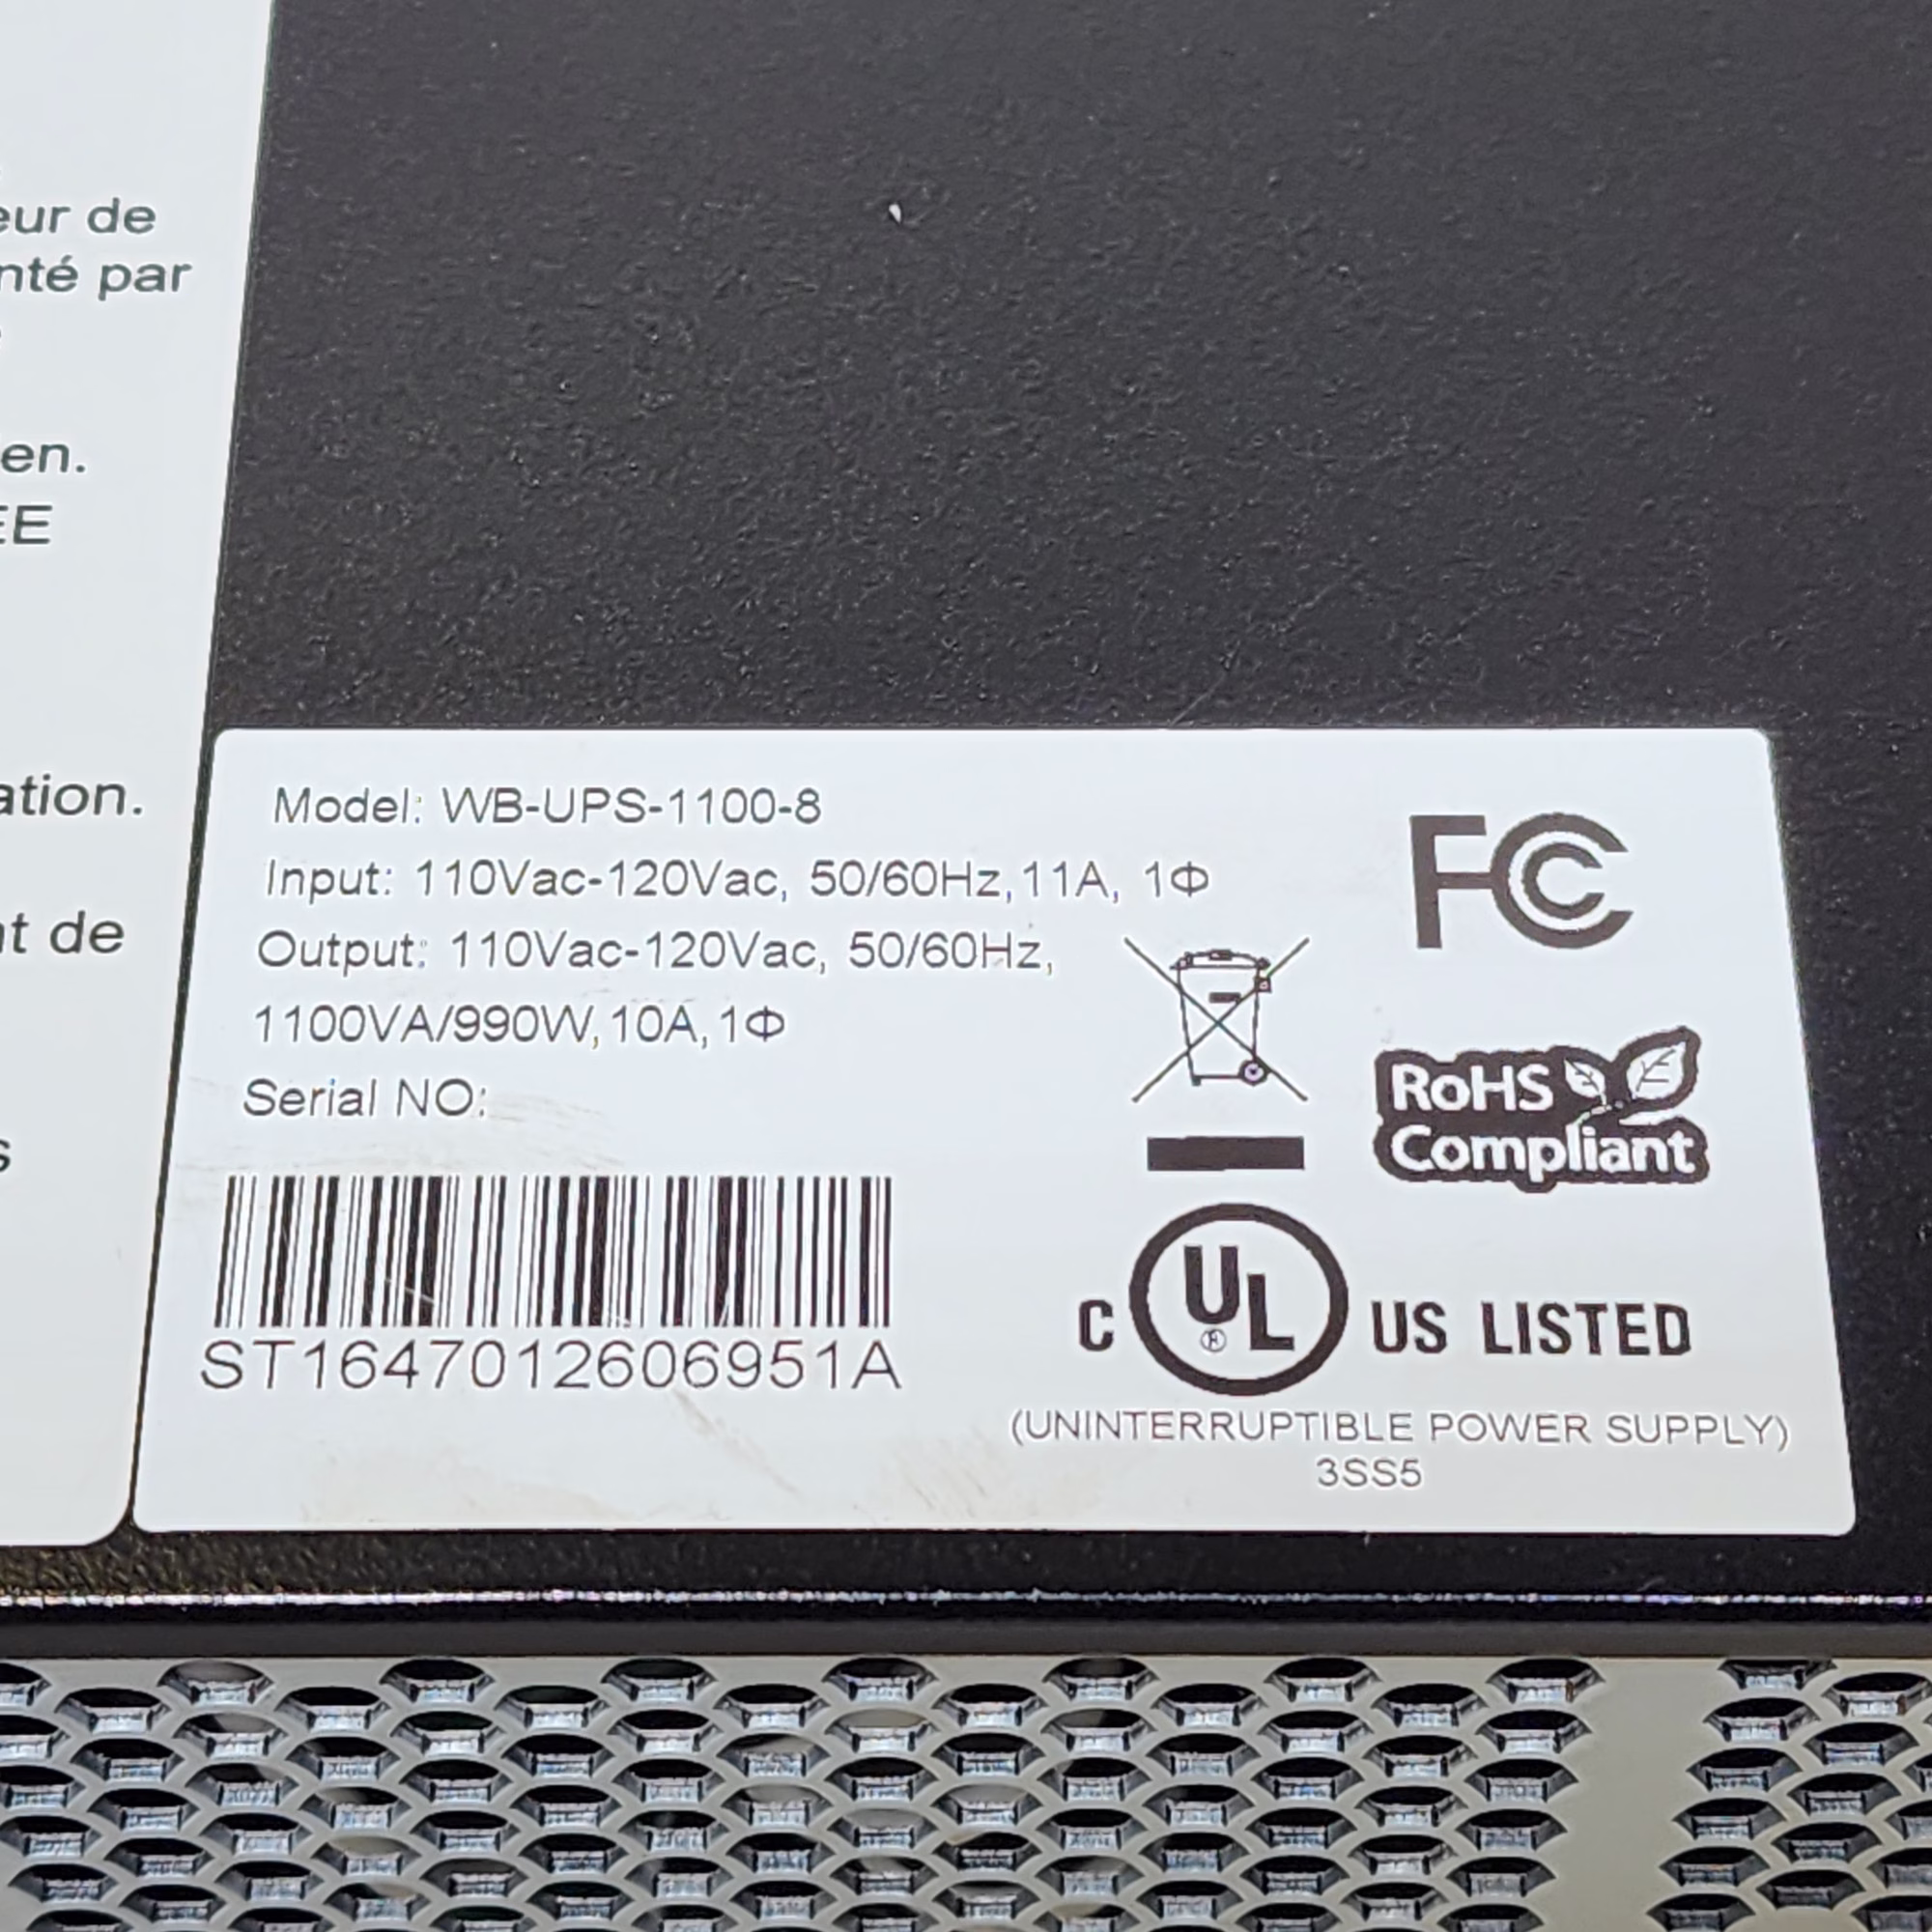 eur de
nté par
en.
ÉE
ation.
nt de
s
Model: WB-UPS-1100-8
Input: 110Vac-120Vac, 50/60Hz,11A, 1Φ
Output: 110Vac-120Vac, 50/60Hz,
1100VA/990W,10A,1Φ
Serial NO:
ST1647012606951A
FC
RoHS
Compliant
C UL ® US LISTED
(UNINTERRUPTIBLE POWER SUPPLY)
3SS5